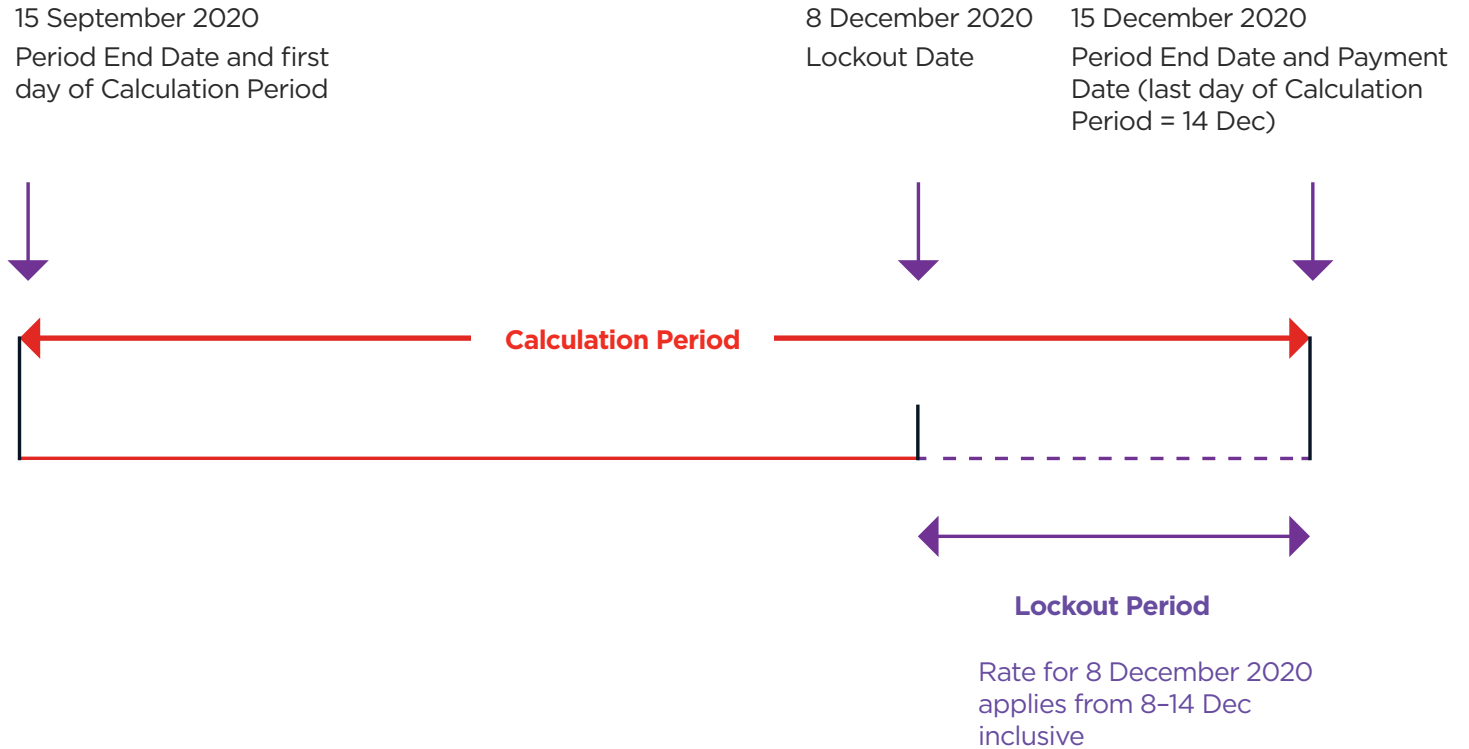 15 September 2020
Period End Date and first
day of Calculation Period
8 December 2020
Lockout Date
15 December 2020
Period End Date and Payment
Date (last day of Calculation
Period = 14 Dec)
Calculation Period
Lockout Period
Rate for 8 December 2020
applies from 8–14 Dec
inclusive